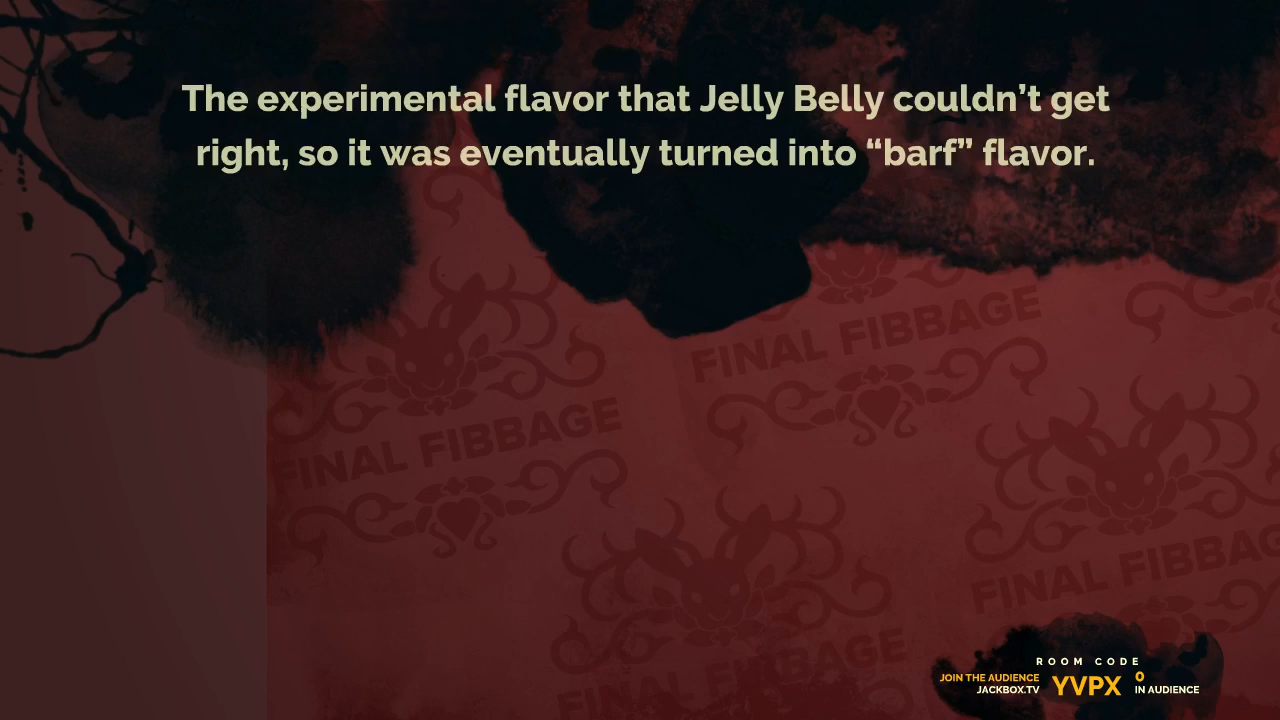 The experimental flavor that Jelly Belly couldn’t get
right, so it was eventually turned into “barf” flavor.
FINAL FIBBAGE
FINAL FIBBAGE
FINAL FIBBAGE
FINAL FIBBAGE
ROOM CODE
JOIN THE AUDIENCE
JACKBOX.TV
YVPX
0
IN AUDIENCE